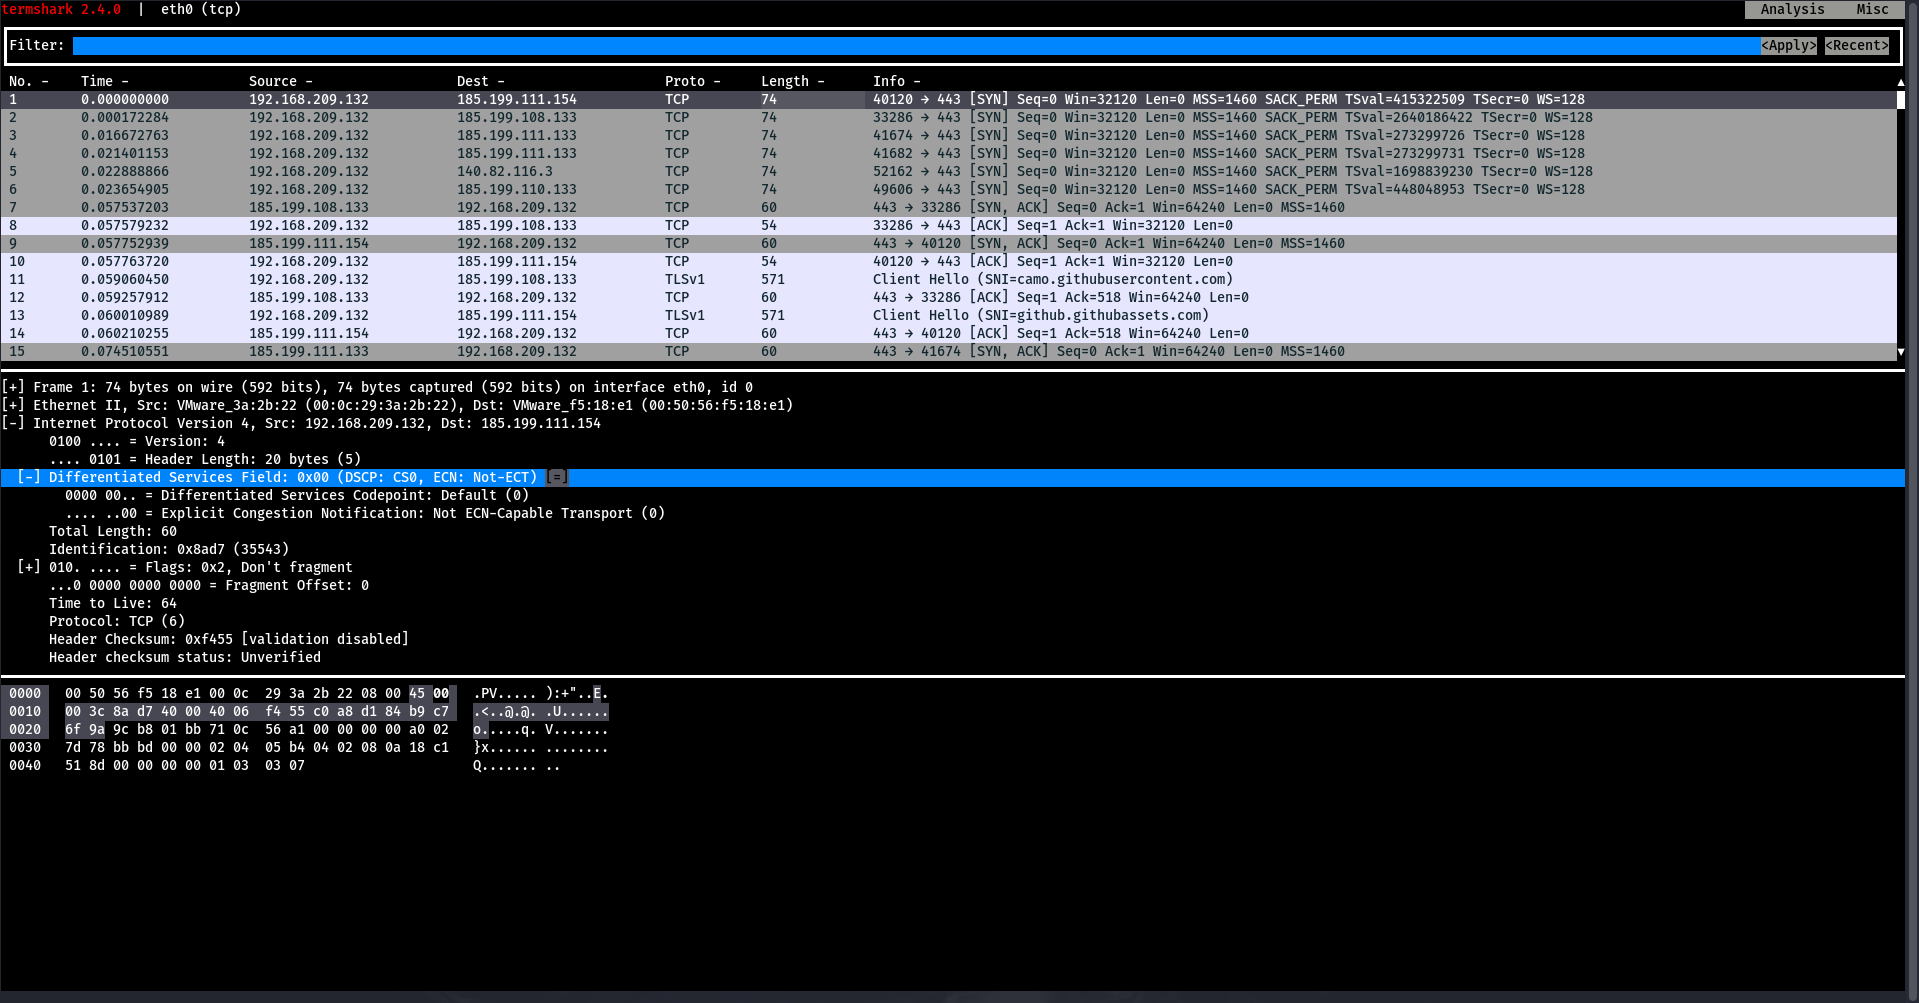 termshark 2.4.0 | eth0 (tcp) Analysis Misc
Filter: <Apply> <Recent>
No. - Time - Source - Dest - Proto - Length - Info -
1 0.000000000 192.168.209.132 185.199.111.154 TCP 74 40120 → 443 [SYN] Seq=0 Win=32120 Len=0 MSS=1460 SACK_PERM TSval=415322509 TSecr=0 WS=128
2 0.000172284 192.168.209.132 185.199.108.133 TCP 74 33286 → 443 [SYN] Seq=0 Win=32120 Len=0 MSS=1460 SACK_PERM TSval=2640186422 TSecr=0 WS=128
3 0.016672763 192.168.209.132 185.199.111.133 TCP 74 41674 → 443 [SYN] Seq=0 Win=32120 Len=0 MSS=1460 SACK_PERM TSval=273299726 TSecr=0 WS=128
4 0.021401153 192.168.209.132 185.199.111.133 TCP 74 41682 → 443 [SYN] Seq=0 Win=32120 Len=0 MSS=1460 SACK_PERM TSval=273299731 TSecr=0 WS=128
5 0.022888866 192.168.209.132 140.82.116.3 TCP 74 52162 → 443 [SYN] Seq=0 Win=32120 Len=0 MSS=1460 SACK_PERM TSval=1698839230 TSecr=0 WS=128
6 0.023654905 192.168.209.132 185.199.110.133 TCP 74 49606 → 443 [SYN] Seq=0 Win=32120 Len=0 MSS=1460 SACK_PERM TSval=448048953 TSecr=0 WS=128
7 0.057537203 185.199.108.133 192.168.209.132 TCP 60 443 → 33286 [SYN, ACK] Seq=0 Ack=1 Win=64240 Len=0 MSS=1460
8 0.057579232 192.168.209.132 185.199.108.133 TCP 54 33286 → 443 [ACK] Seq=1 Ack=1 Win=32120 Len=0
9 0.057752939 185.199.111.154 192.168.209.132 TCP 60 443 → 40120 [SYN, ACK] Seq=0 Ack=1 Win=64240 Len=0 MSS=1460
10 0.057763720 192.168.209.132 185.199.111.154 TCP 54 40120 → 443 [ACK] Seq=1 Ack=1 Win=32120 Len=0
11 0.059060450 192.168.209.132 185.199.108.133 TLSv1 571 Client Hello (SNI=camo.githubusercontent.com)
12 0.059257912 185.199.108.133 192.168.209.132 TCP 60 443 → 33286 [ACK] Seq=1 Ack=518 Win=64240 Len=0
13 0.060010989 192.168.209.132 185.199.111.154 TLSv1 571 Client Hello (SNI=github.githubassets.com)
14 0.060210255 185.199.111.154 192.168.209.132 TCP 60 443 → 40120 [ACK] Seq=1 Ack=518 Win=64240 Len=0
15 0.074510551 185.199.111.133 192.168.209.132 TCP 60 443 → 41674 [SYN, ACK] Seq=0 Ack=1 Win=64240 Len=0 MSS=1460
[+] Frame 1: 74 bytes on wire (592 bits), 74 bytes captured (592 bits) on interface eth0, id 0
[+] Ethernet II, Src: VMware_3a:2b:22 (00:0c:29:3a:2b:22), Dst: VMware_f5:18:e1 (00:50:56:f5:18:e1)
[-] Internet Protocol Version 4, Src: 192.168.209.132, Dst: 185.199.111.154
0100 .... = Version: 4
.... 0101 = Header Length: 20 bytes (5)
[-] Differentiated Services Field: 0x00 (DSCP: CS0, ECN: Not-ECT) [=]
0000 00.. = Differentiated Services Codepoint: Default (0)
.... ..00 = Explicit Congestion Notification: Not ECN-Capable Transport (0)
Total Length: 60
Identification: 0x8ad7 (35543)
[+] 010. .... = Flags: 0x2, Don't fragment
...0 0000 0000 0000 = Fragment Offset: 0
Time to Live: 64
Protocol: TCP (6)
Header Checksum: 0xf455 [validation disabled]
Header checksum status: Unverified
0000 00 50 56 f5 18 e1 00 0c 29 3a 2b 22 08 00 45 00 .PV..... ):+"..E.
0010 00 3c 8a d7 40 00 40 06 f4 55 c0 a8 d1 84 b9 c7 .<..@.@. .U......
0020 6f 9a 9c b8 01 bb 71 0c 56 a1 00 00 00 00 a0 02 o.....q. V.......
0030 7d 78 bb bd 00 00 02 04 05 b4 04 02 08 0a 18 c1 }x...... ........
0040 51 8d 00 00 00 00 01 03 03 07 Q....... ..